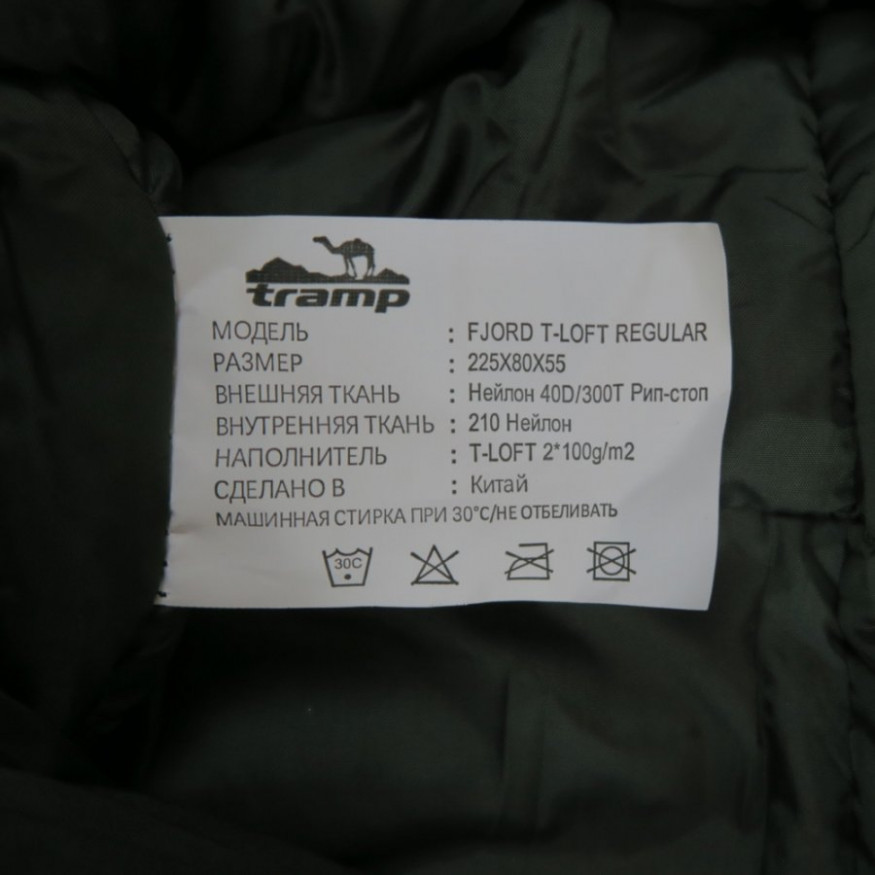 tramp
МОДЕЛЬ : FJORD T-LOFT REGULAR
РАЗМЕР : 225X80X55
ВНЕШНЯЯ ТКАНЬ : Нейлон 40D/300T Рип-стоп
ВНУТРЕННЯЯ ТКАНЬ : 210 Нейлон
НАПОЛНИТЕЛЬ : T-LOFT 2*100g/m2
СДЕЛАНО В : Китай
МАШИННАЯ СТИРКА ПРИ 30°С/НЕ ОТБЕЛИВАТЬ
30C